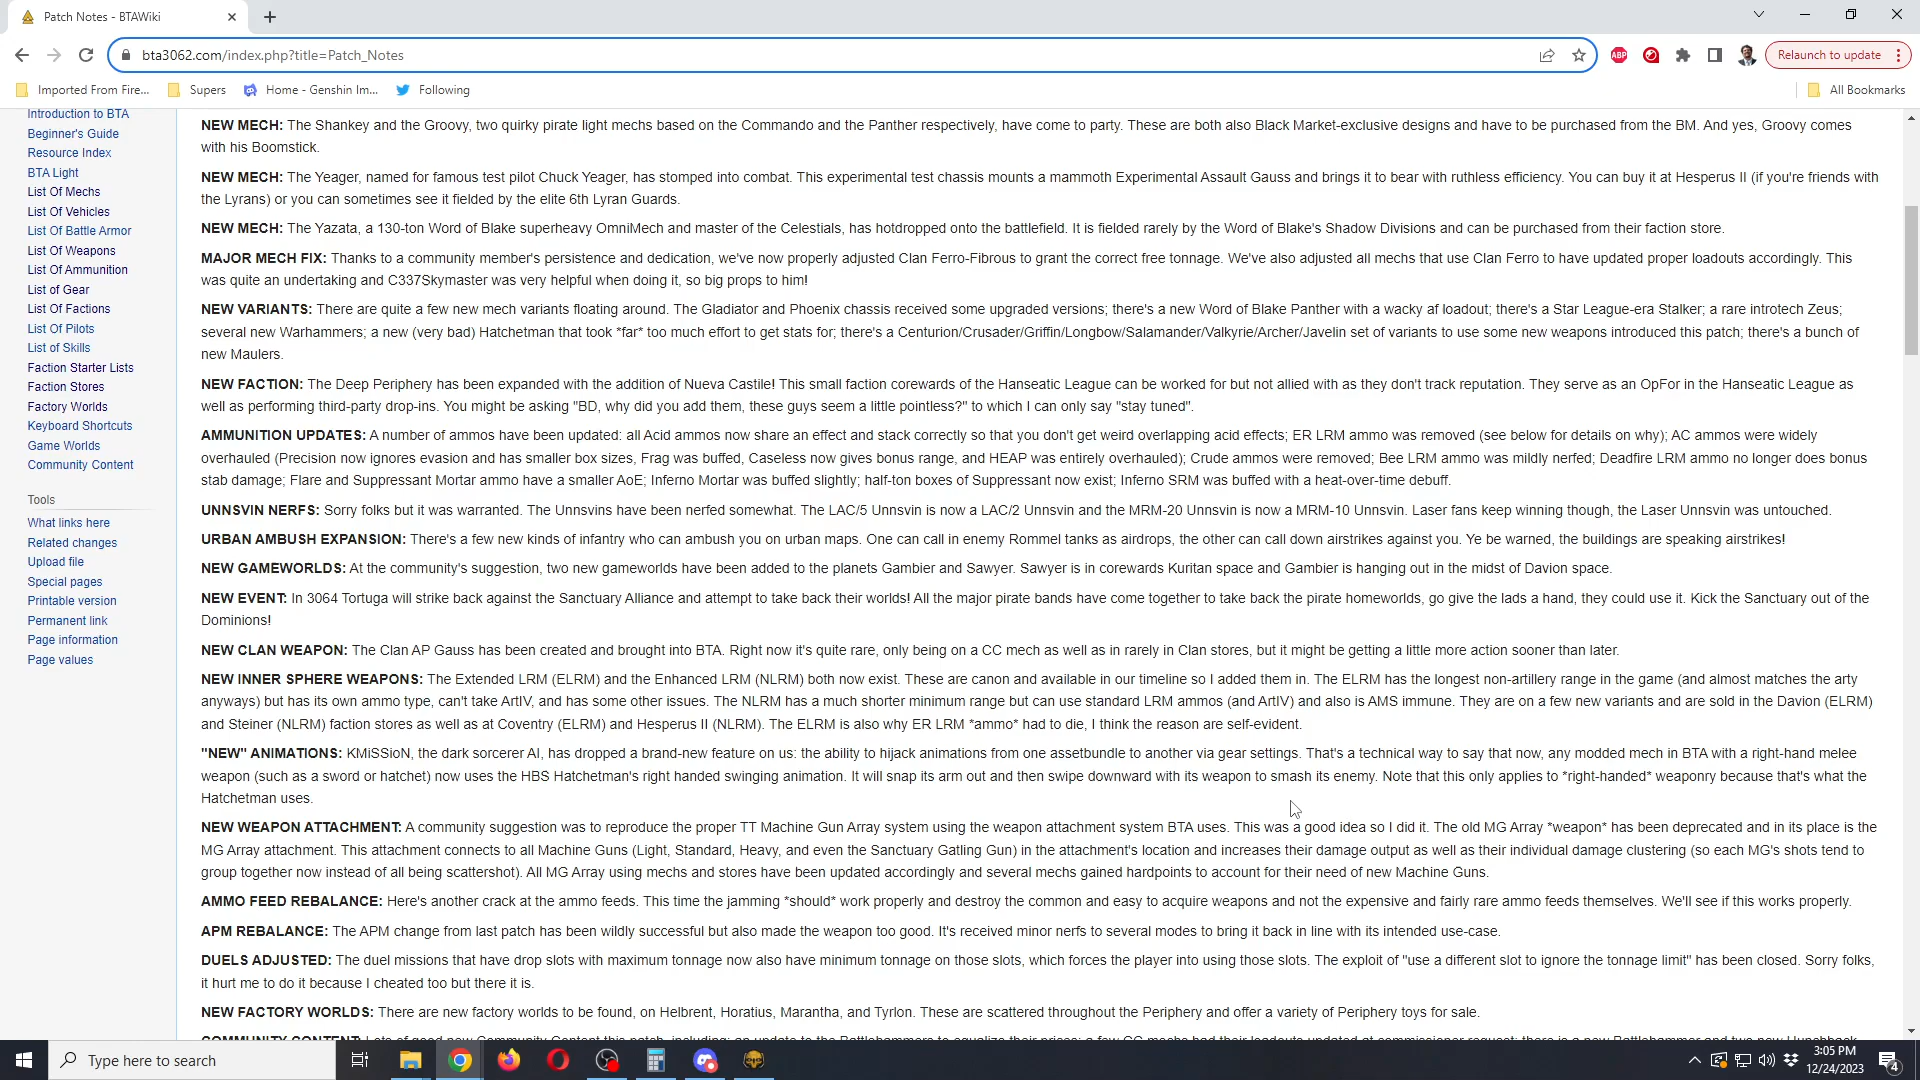 Patch Notes - BTAWiki
bta3062.com/index.php?title=Patch_Notes
ABP
Relaunch to update
Imported From Fire...
Supers
Home - Genshin Im...
Following
All Bookmarks
Introduction to BTA
Beginner's Guide
Resource Index
BTA Light
List Of Mechs
List Of Vehicles
List Of Battle Armor
List Of Weapons
List Of Ammunition
List of Gear
List Of Factions
List Of Pilots
List of Skills
Faction Starter Lists
Faction Stores
Factory Worlds
Keyboard Shortcuts
Game Worlds
Community Content
Tools
What links here
Related changes
Upload file
Special pages
Printable version
Permanent link
Page information
Page values
NEW MECH: The Shankey and the Groovy, two quirky pirate light mechs based on the Commando and the Panther respectively, have come to party. These are both also Black Market-exclusive designs and have to be purchased from the BM. And yes, Groovy comes
with his Boomstick.
NEW MECH: The Yeager, named for famous test pilot Chuck Yeager, has stomped into combat. This experimental test chassis mounts a mammoth Experimental Assault Gauss and brings it to bear with ruthless efficiency. You can buy it at Hesperus II (if you're friends with
the Lyrans) or you can sometimes see it fielded by the elite 6th Lyran Guards.
NEW MECH: The Yazata, a 130-ton Word of Blake superheavy OmniMech and master of the Celestials, has hotdropped onto the battlefield. It is fielded rarely by the Word of Blake's Shadow Divisions and can be purchased from their faction store.
MAJOR MECH FIX: Thanks to a community member's persistence and dedication, we've now properly adjusted Clan Ferro-Fibrous to grant the correct free tonnage. We've also adjusted all mechs that use Clan Ferro to have updated proper loadouts accordingly. This
was quite an undertaking and C337Skymaster was very helpful when doing it, so big props to him!
NEW VARIANTS: There are quite a few new mech variants floating around. The Gladiator and Phoenix chassis received some upgraded versions; there's a new Word of Blake Panther with a wacky af loadout; there's a Star League-era Stalker; a rare introtech Zeus;
several new Warhammers; a new (very bad) Hatchetman that took *far* too much effort to get stats for; there's a Centurion/Crusader/Griffin/Longbow/Salamander/Valkyrie/Archer/Javelin set of variants to use some new weapons introduced this patch; there's a bunch of
new Maulers.
NEW FACTION: The Deep Periphery has been expanded with the addition of Nueva Castile! This small faction corewards of the Hanseatic League can be worked for but not allied with as they don't track reputation. They serve as an OpFor in the Hanseatic League as
well as performing third-party drop-ins. You might be asking "BD, why did you add them, these guys seem a little pointless?" to which I can only say "stay tuned".
AMMUNITION UPDATES: A number of ammos have been updated: all Acid ammos now share an effect and stack correctly so that you don't get weird overlapping acid effects; ER LRM ammo was removed (see below for details on why); AC ammos were widely
overhauled (Precision now ignores evasion and has smaller box sizes, Frag was buffed, Caseless now gives bonus range, and HEAP was entirely overhauled); Crude ammos were removed; Bee LRM ammo was mildly nerfed; Deadfire LRM ammo no longer does bonus
stab damage; Flare and Suppressant Mortar ammo have a smaller AoE; Inferno Mortar was buffed slightly; half-ton boxes of Suppressant now exist; Inferno SRM was buffed with a heat-over-time debuff.
UNNSVIN NERFS: Sorry folks but it was warranted. The Unnsvins have been nerfed somewhat. The LAC/5 Unnsvin is now a LAC/2 Unnsvin and the MRM-20 Unnsvin is now a MRM-10 Unnsvin. Laser fans keep winning though, the Laser Unnsvin was untouched.
URBAN AMBUSH EXPANSION: There's a few new kinds of infantry who can ambush you on urban maps. One can call in enemy Rommel tanks as airdrops, the other can call down airstrikes against you. Ye be warned, the buildings are speaking airstrikes!
NEW GAMEWORLDS: At the community's suggestion, two new gameworlds have been added to the planets Gambier and Sawyer. Sawyer is in corewards Kuritan space and Gambier is hanging out in the midst of Davion space.
NEW EVENT: In 3064 Tortuga will strike back against the Sanctuary Alliance and attempt to take back their worlds! All the major pirate bands have come together to take back the pirate homeworlds, go give the lads a hand, they could use it. Kick the Sanctuary out of the
Dominions!
NEW CLAN WEAPON: The Clan AP Gauss has been created and brought into BTA. Right now it's quite rare, only being on a CC mech as well as in rarely in Clan stores, but it might be getting a little more action sooner than later.
NEW INNER SPHERE WEAPONS: The Extended LRM (ELRM) and the Enhanced LRM (NLRM) both now exist. These are canon and available in our timeline so I added them in. The ELRM has the longest non-artillery range in the game (and almost matches the arty
anyways) but has its own ammo type, can't take ArtIV, and has some other issues. The NLRM has a much shorter minimum range but can use standard LRM ammos (and ArtIV) and also is AMS immune. They are on a few new variants and are sold in the Davion (ELRM)
and Steiner (NLRM) faction stores as well as at Coventry (ELRM) and Hesperus II (NLRM). The ELRM is also why ER LRM *ammo* had to die, I think the reason are self-evident.
"NEW" ANIMATIONS: KMiSSioN, the dark sorcerer AI, has dropped a brand-new feature on us: the ability to hijack animations from one assetbundle to another via gear settings. That's a technical way to say that now, any modded mech in BTA with a right-hand melee
weapon (such as a sword or hatchet) now uses the HBS Hatchetman's right handed swinging animation. It will snap its arm out and then swipe downward with its weapon to smash its enemy. Note that this only applies to *right-handed* weaponry because that's what the
Hatchetman uses.
NEW WEAPON ATTACHMENT: A community suggestion was to reproduce the proper TT Machine Gun Array system using the weapon attachment system BTA uses. This was a good idea so I did it. The old MG Array *weapon* has been deprecated and in its place is the
MG Array attachment. This attachment connects to all Machine Guns (Light, Standard, Heavy, and even the Sanctuary Gatling Gun) in the attachment's location and increases their damage output as well as their individual damage clustering (so each MG's shots tend to
group together now instead of all being scattershot). All MG Array using mechs and stores have been updated accordingly and several mechs gained hardpoints to account for their need of new Machine Guns.
AMMO FEED REBALANCE: Here's another crack at the ammo feeds. This time the jamming *should* work properly and destroy the common and easy to acquire weapons and not the expensive and fairly rare ammo feeds themselves. We'll see if this works properly.
APM REBALANCE: The APM change from last patch has been wildly successful but also made the weapon too good. It's received minor nerfs to several modes to bring it back in line with its intended use-case.
DUELS ADJUSTED: The duel missions that have drop slots with maximum tonnage now also have minimum tonnage on those slots, which forces the player into using those slots. The exploit of "use a different slot to ignore the tonnage limit" has been closed. Sorry folks,
it hurt me to do it because I cheated too but there it is.
NEW FACTORY WORLDS: There are new factory worlds to be found, on Helbrent, Horatius, Marantha, and Tyrlon. These are scattered throughout the Periphery and offer a variety of Periphery toys for sale.
Type here to search
3:05 PM
12/24/2023
4